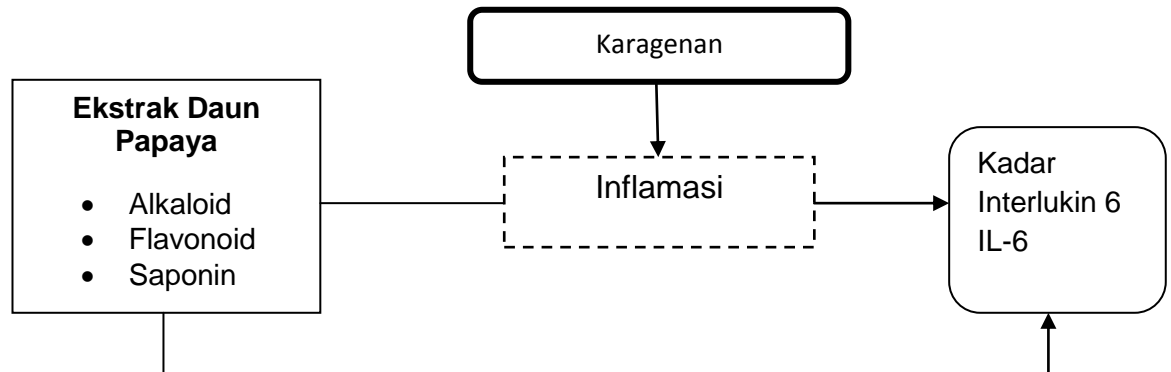 Karagenan
Ekstrak Daun
Papaya
• Alkaloid
• Flavonoid
• Saponin
Inflamasi
Kadar
Interlukin 6
IL-6